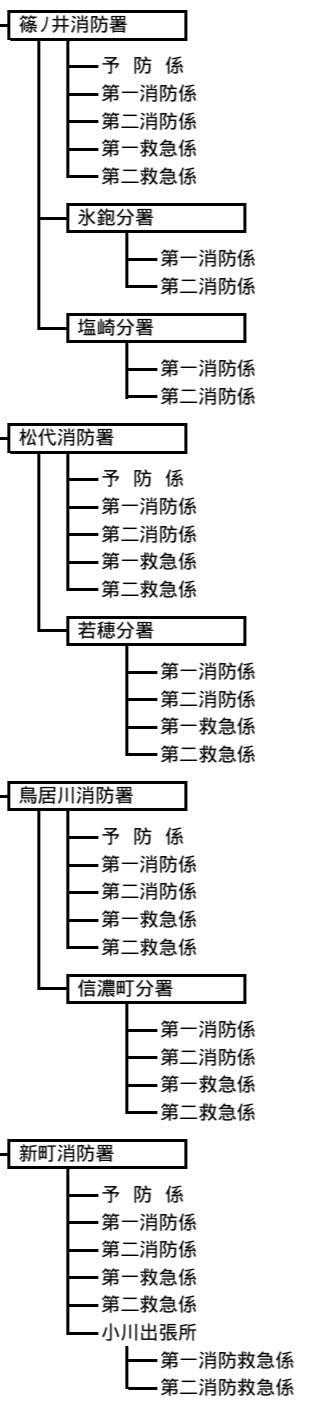 篠ノ井消防署
予 防 係
第一消防係
第二消防係
第一救急係
第二救急係
氷鉋分署
第一消防係
第二消防係
塩崎分署
第一消防係
第二消防係
松代消防署
予 防 係
第一消防係
第二消防係
第一救急係
第二救急係
若穂分署
第一消防係
第二消防係
第一救急係
第二救急係
鳥居川消防署
予 防 係
第一消防係
第二消防係
第一救急係
第二救急係
信濃町分署
第一消防係
第二消防係
第一救急係
第二救急係
新町消防署
予 防 係
第一消防係
第二消防係
第一救急係
第二救急係
小川出張所
第一消防救急係
第二消防救急係